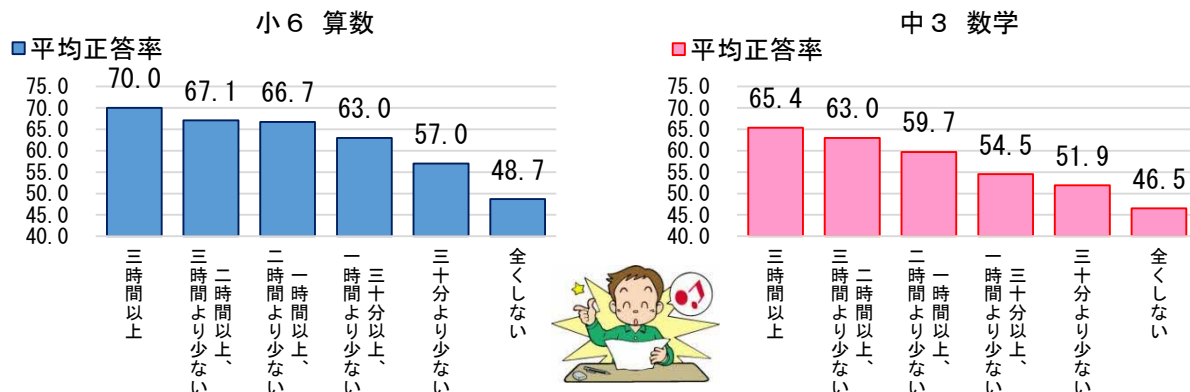 小6 算数
平均正答率
75.0
70.0
65.0
60.0
55.0
50.0
45.0
40.0
70.0
67.1
66.7
63.0
57.0
48.7
三時間以上
二時間以上、
三時間より少ない
一時間以上、
二時間より少ない
三十分以上、
一時間より少ない
三十分より少ない
全くしない
中3 数学
平均正答率
75.0
70.0
65.0
60.0
55.0
50.0
45.0
40.0
65.4
63.0
59.7
54.5
51.9
46.5
三時間以上
二時間以上、
三時間より少ない
一時間以上、
二時間より少ない
三十分以上、
一時間より少ない
三十分より少ない
全くしない